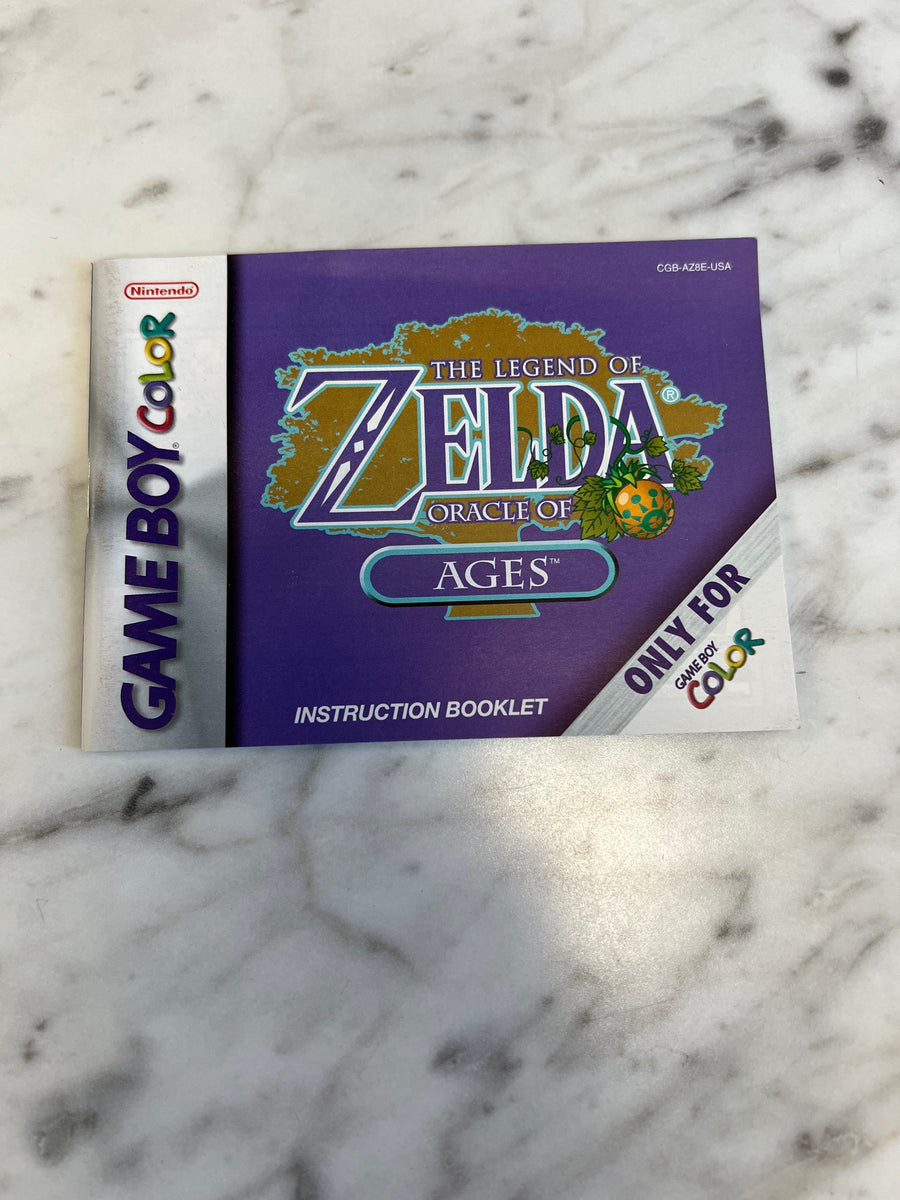 CGB-AZ8E-USA
Nintendo®
GAME BOY® COLOR
THE LEGEND OF
ZELDA®
ORACLE OF
AGES™
INSTRUCTION BOOKLET
ONLY FOR
GAME BOY
COLOR